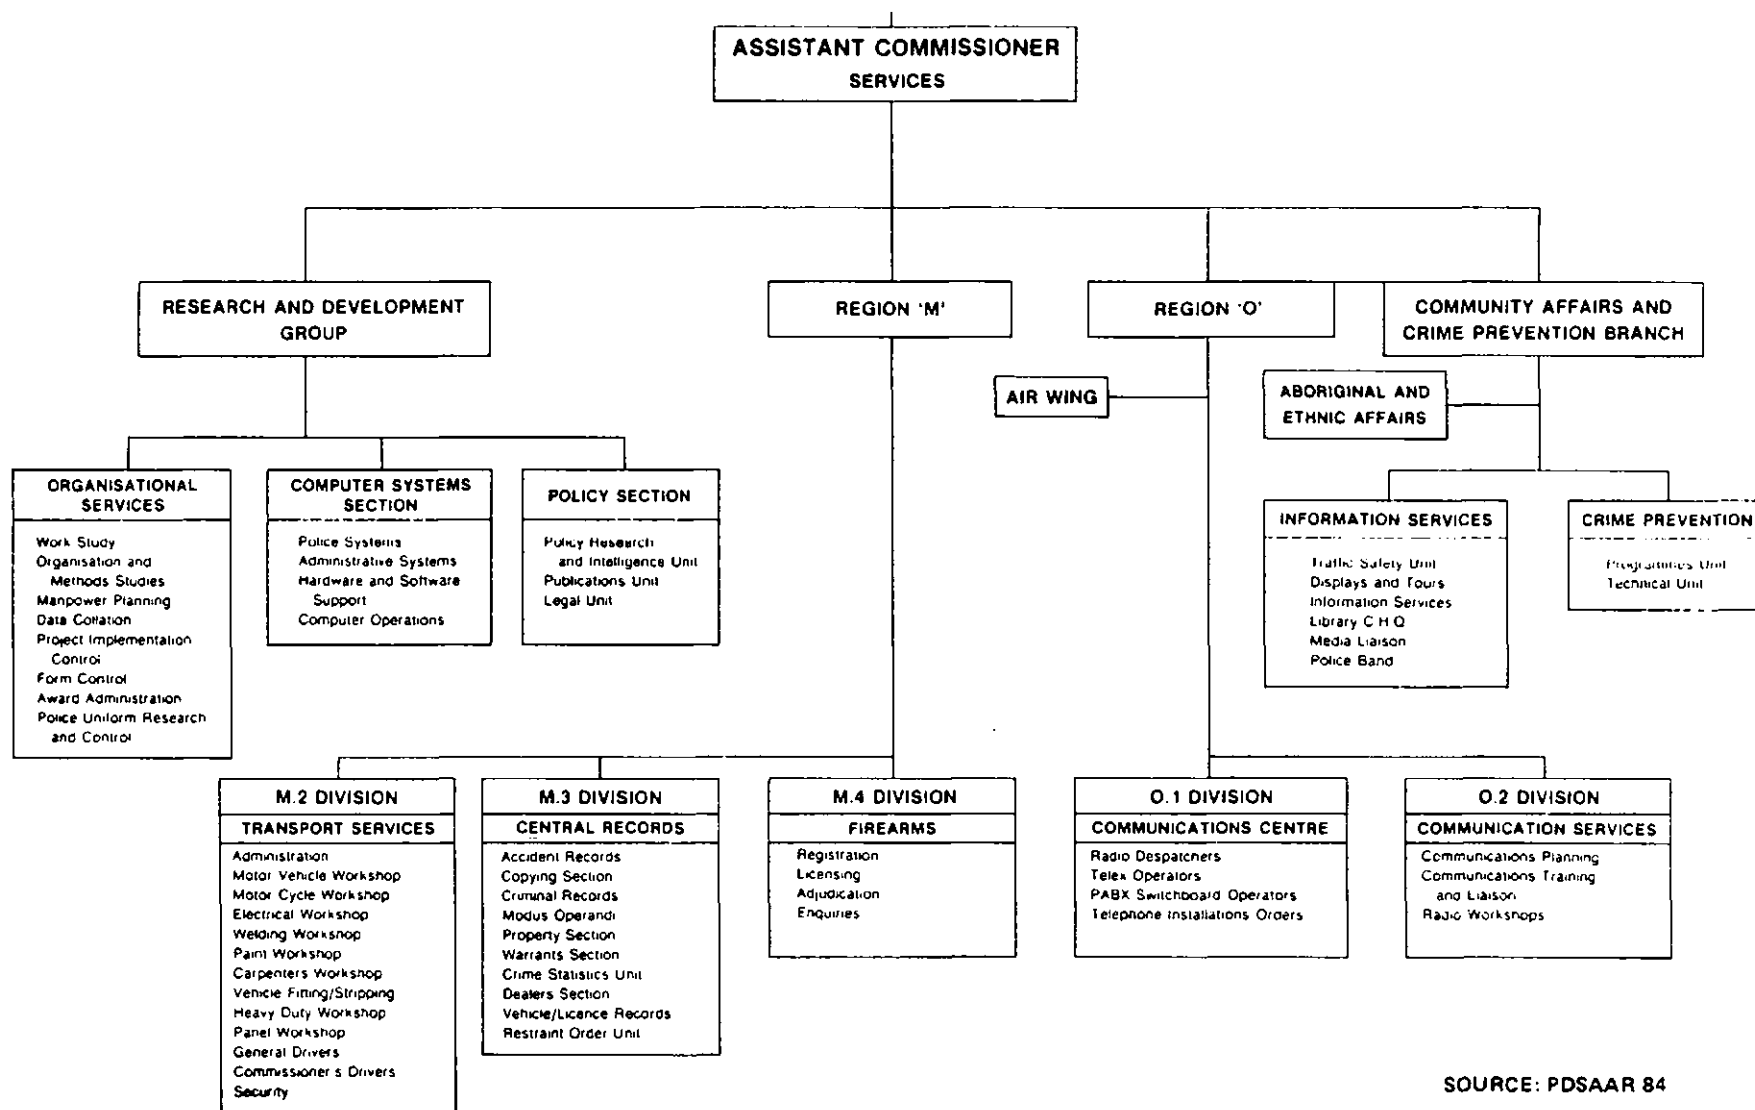 ASSISTANT COMMISSIONER
SERVICES
RESEARCH AND DEVELOPMENT
GROUP
REGION 'M'
REGION 'O'
COMMUNITY AFFAIRS AND
CRIME PREVENTION BRANCH
AIR WING
ABORIGINAL AND
ETHNIC AFFAIRS
ORGANISATIONAL
SERVICES
Work Study
Organisation and
Methods Studies
Manpower Planning
Data Collation
Project Implementation
Control
Form Control
Award Administration
Police Uniform Research
and Control
COMPUTER SYSTEMS
SECTION
Police Systems
Administrative Systems
Hardware and Software
Support
Computer Operations
POLICY SECTION
Policy Research
and Intelligence Unit
Publications Unit
Legal Unit
INFORMATION SERVICES
Traffic Safety Unit
Displays and Tours
Information Services
Library C H Q
Media Liaison
Police Band
CRIME PREVENTION
Programmes Unit
Technical Unit
M.2 DIVISION
TRANSPORT SERVICES
Administration
Motor Vehicle Workshop
Motor Cycle Workshop
Electrical Workshop
Welding Workshop
Paint Workshop
Carpenters Workshop
Vehicle Fitting/Stripping
Heavy Duty Workshop
Panel Workshop
General Drivers
Commissioner s Drivers
Security
M.3 DIVISION
CENTRAL RECORDS
Accident Records
Copying Section
Criminal Records
Modus Operandi
Property Section
Warrants Section
Crime Statistics Unit
Dealers Section
Vehicle/Licence Records
Restraint Order Unit
M.4 DIVISION
FIREARMS
Registration
Licensing
Adjudication
Enquiries
O.1 DIVISION
COMMUNICATIONS CENTRE
Radio Despatchers
Telex Operators
PABX Switchboard Operators
Telephone Installations Orders
O.2 DIVISION
COMMUNICATION SERVICES
Communications Planning
Communications Training
and Liaison
Radio Workshops
SOURCE: PDSAAR 84